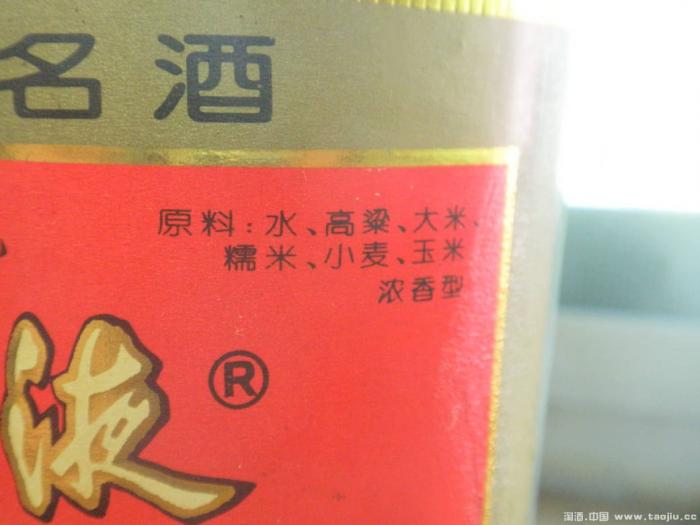 名酒
原料:水、高粱、大米、
糯米、小麦、玉米
浓香型
液®
淘酒.中国 www.taojiu.cc